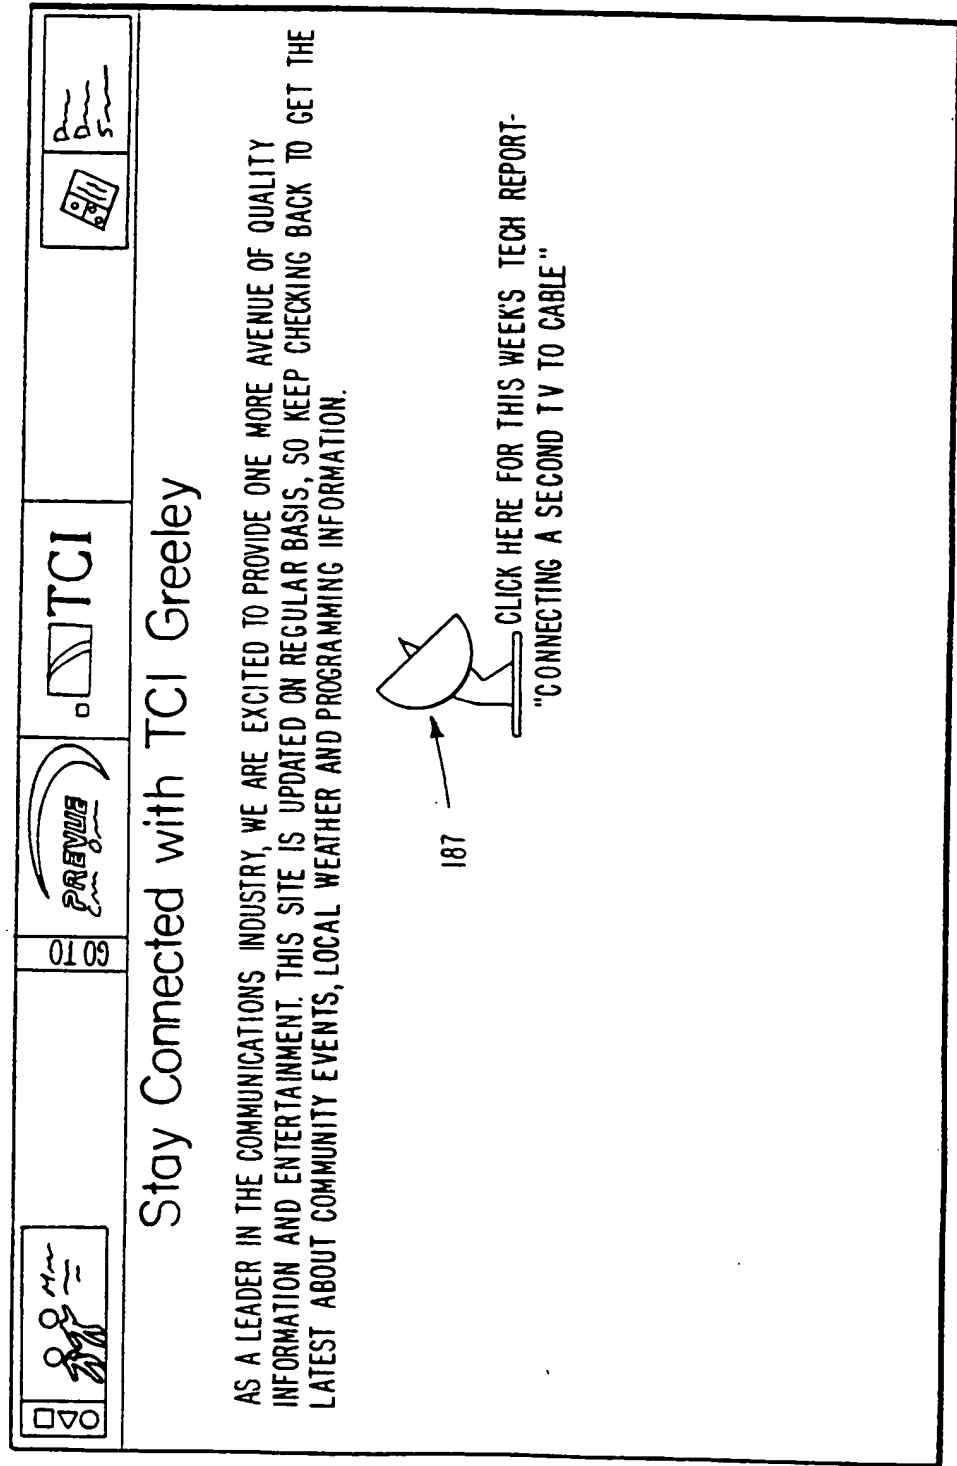 GO TO
PREVUE
TCI
Stay Connected with TCI Greeley
AS A LEADER IN THE COMMUNICATIONS INDUSTRY, WE ARE EXCITED TO PROVIDE ONE MORE AVENUE OF QUALITY
INFORMATION AND ENTERTAINMENT. THIS SITE IS UPDATED ON REGULAR BASIS, SO KEEP CHECKING BACK TO GET THE
LATEST ABOUT COMMUNITY EVENTS, LOCAL WEATHER AND PROGRAMMING INFORMATION.
187
CLICK HERE FOR THIS WEEK'S TECH REPORT-
"CONNECTING A SECOND TV TO CABLE"